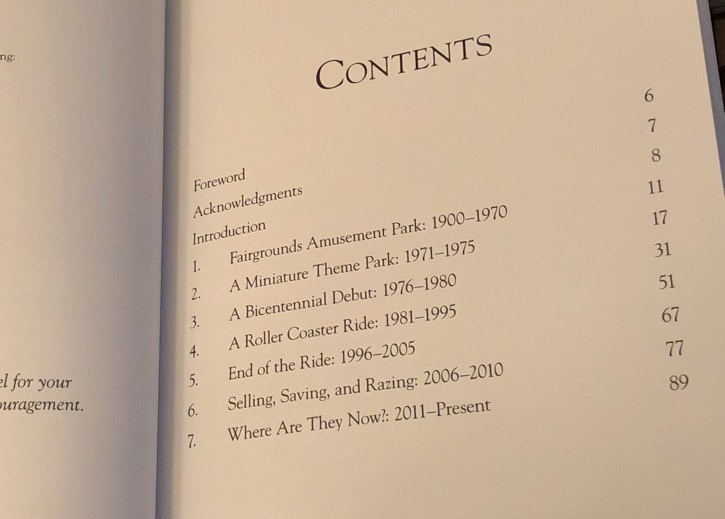 ng:
el for your
ouragement.
CONTENTS
Foreword 6
Acknowledgments 7
Introduction 8
1. Fairgrounds Amusement Park: 1900–1970 11
2. A Miniature Theme Park: 1971–1975 17
3. A Bicentennial Debut: 1976–1980 31
4. A Roller Coaster Ride: 1981–1995 51
5. End of the Ride: 1996–2005 67
6. Selling, Saving, and Razing: 2006–2010 77
7. Where Are They Now?: 2011–Present 89